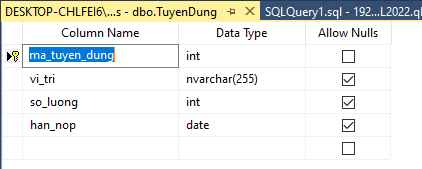 DESKTOP-CHLFEI6\...s - dbo.TuyenDung SQLQuery1.sql - 192...L2022.q
Column Name Data Type Allow Nulls
ma_tuyen_dung int
vi_tri nvarchar(255)
so_luong int
han_nop date